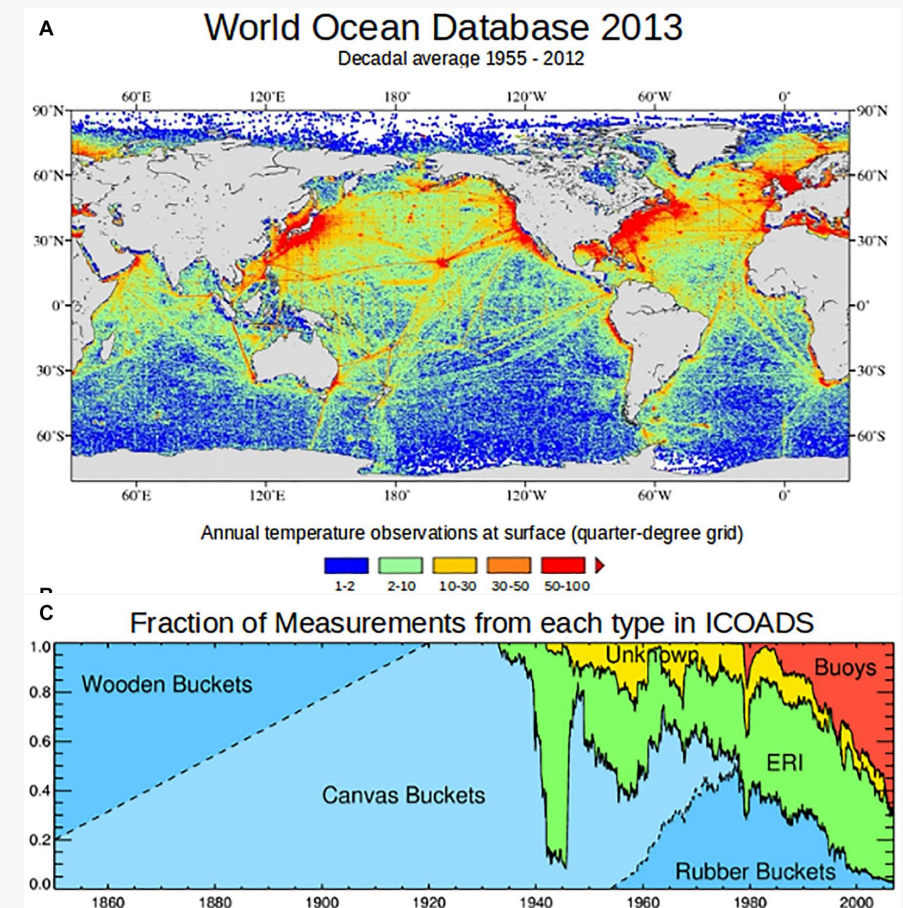 A
World Ocean Database 2013
Decadal average 1955 - 2012
60°E 120°E 180° 120°W 60°W 0°
90°N 90°N
60°N 60°N
30°N 30°N
0° 0°
30°S 30°S
60°S 60°S
60°E 120°E 180° 120°W 60°W 0°
Annual temperature observations at surface (quarter-degree grid)
1-2 2-10 10-30 30-50 50-100
C
Fraction of Measurements from each type in ICOADS
1.0
Unknown
Buoys
Wooden Buckets
0.8
0.6
ERI
0.4
Canvas Buckets
0.2
Rubber Buckets
0.0
1860 1880 1900 1920 1940 1960 1980 2000